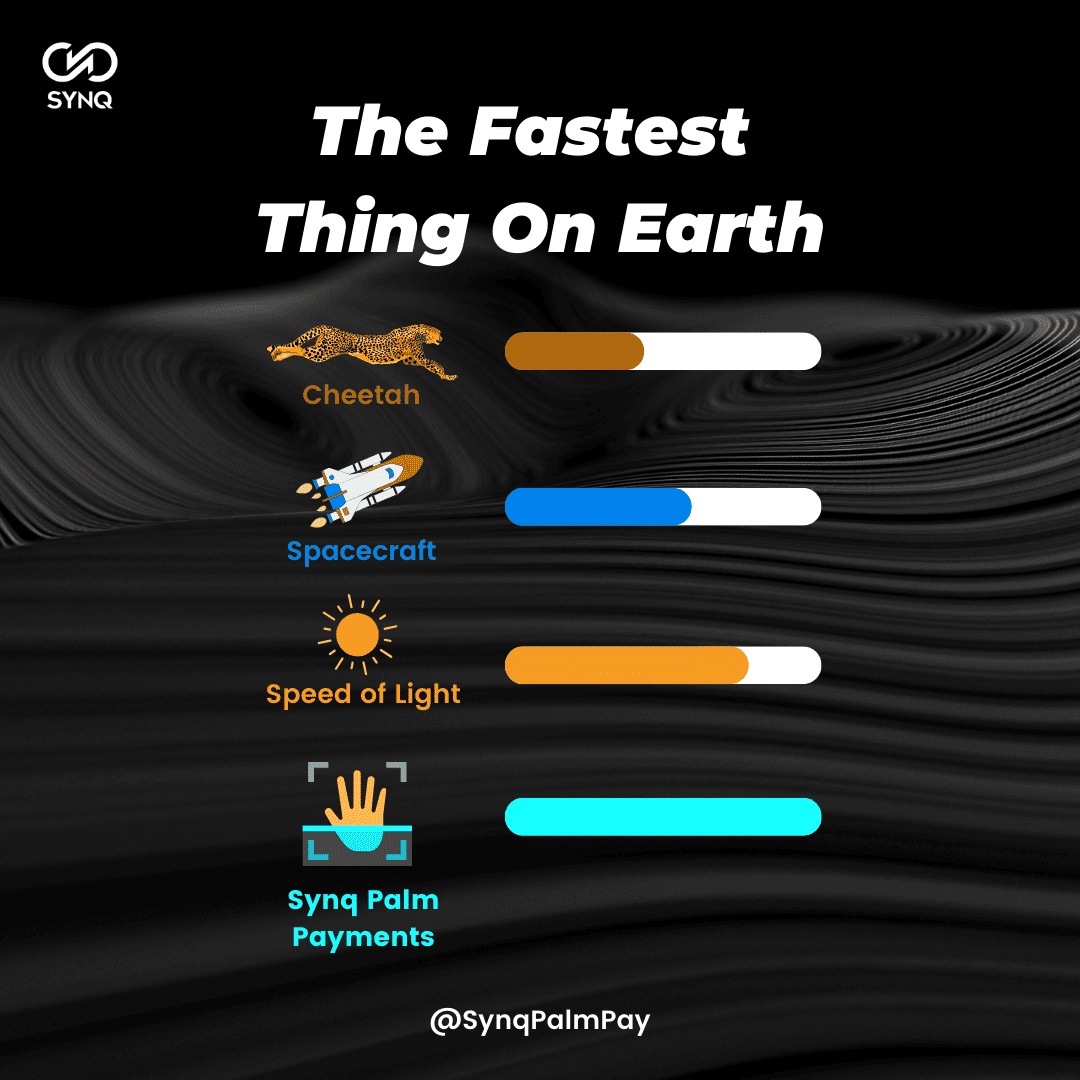 SYNQ
The Fastest
Thing On Earth
Cheetah
Spacecraft
Speed of Light
Synq Palm
Payments
@SynqPalmPay